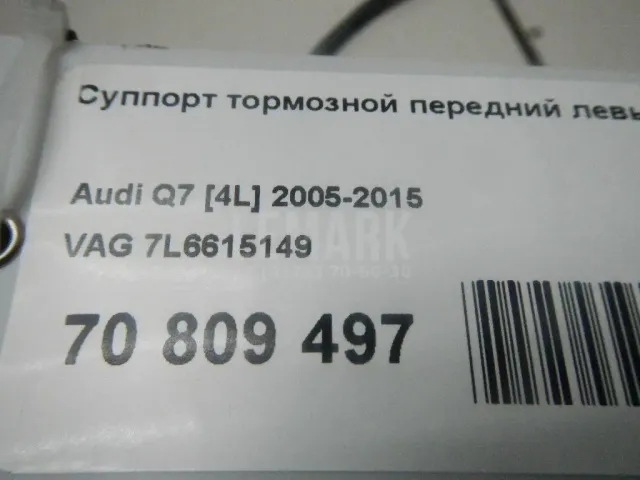 Суппорт тормозной передний левы
Audi Q7 [4L] 2005-2015
VAG 7L6615149
70 809 497